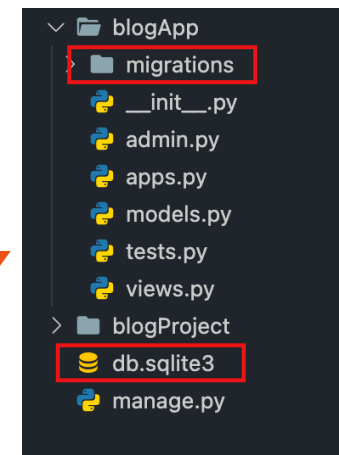 blogApp
migrations
__init__.py
admin.py
apps.py
models.py
tests.py
views.py
blogProject
db.sqlite3
manage.py